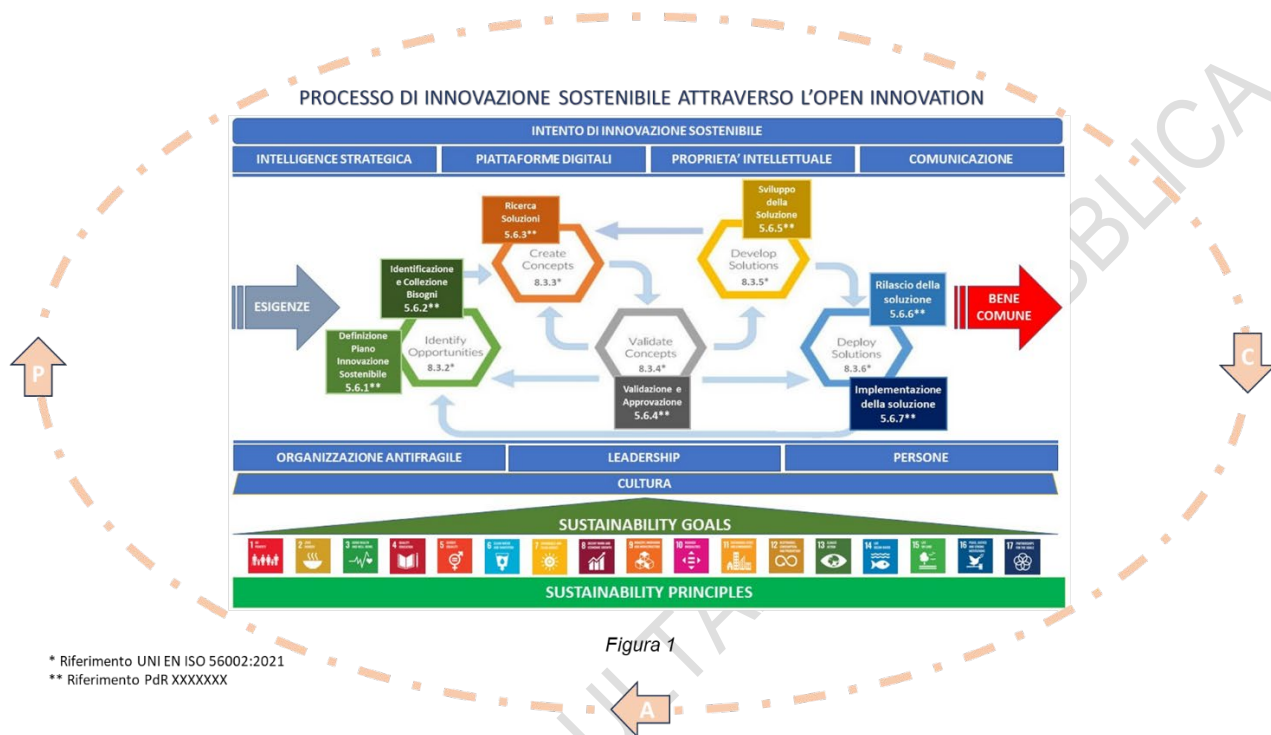 PROCESSO DI INNOVAZIONE SOSTENIBILE ATTRAVERSO L'OPEN INNOVATION
INTENTO DI INNOVAZIONE SOSTENIBILE
INTELLIGENCE STRATEGICA
PIATTAFORME DIGITALI
PROPRIETA' INTELLETTUALE
COMUNICAZIONE
ESIGENZE
Definizione
Piano
Innovazione
Sostenibile
5.6.1**
Identificazione
e Collezione
Bisogni
5.6.2**
Identify
Opportunities
8.3.2*
Ricerca
Soluzioni
5.6.3**
Create
Concepts
8.3.3*
Validate
Concepts
8.3.4*
Validazione e
Approvazione
5.6.4**
Sviluppo
della
Soluzione
5.6.5**
Develop
Solutions
8.3.5*
Rilascio della
soluzione
5.6.6**
Deploy
Solutions
8.3.6*
Implementazione
della soluzione
5.6.7**
BENE
COMUNE
P
C
A
ORGANIZZAZIONE ANTIFRAGILE
LEADERSHIP
PERSONE
CULTURA
SUSTAINABILITY GOALS
1
2
3
4
5
6
7
8
9
10
11
12
13
14
15
16
17
SUSTAINABILITY PRINCIPLES
Figura 1
* Riferimento UNI EN ISO 56002:2021
** Riferimento PdR XXXXXXX